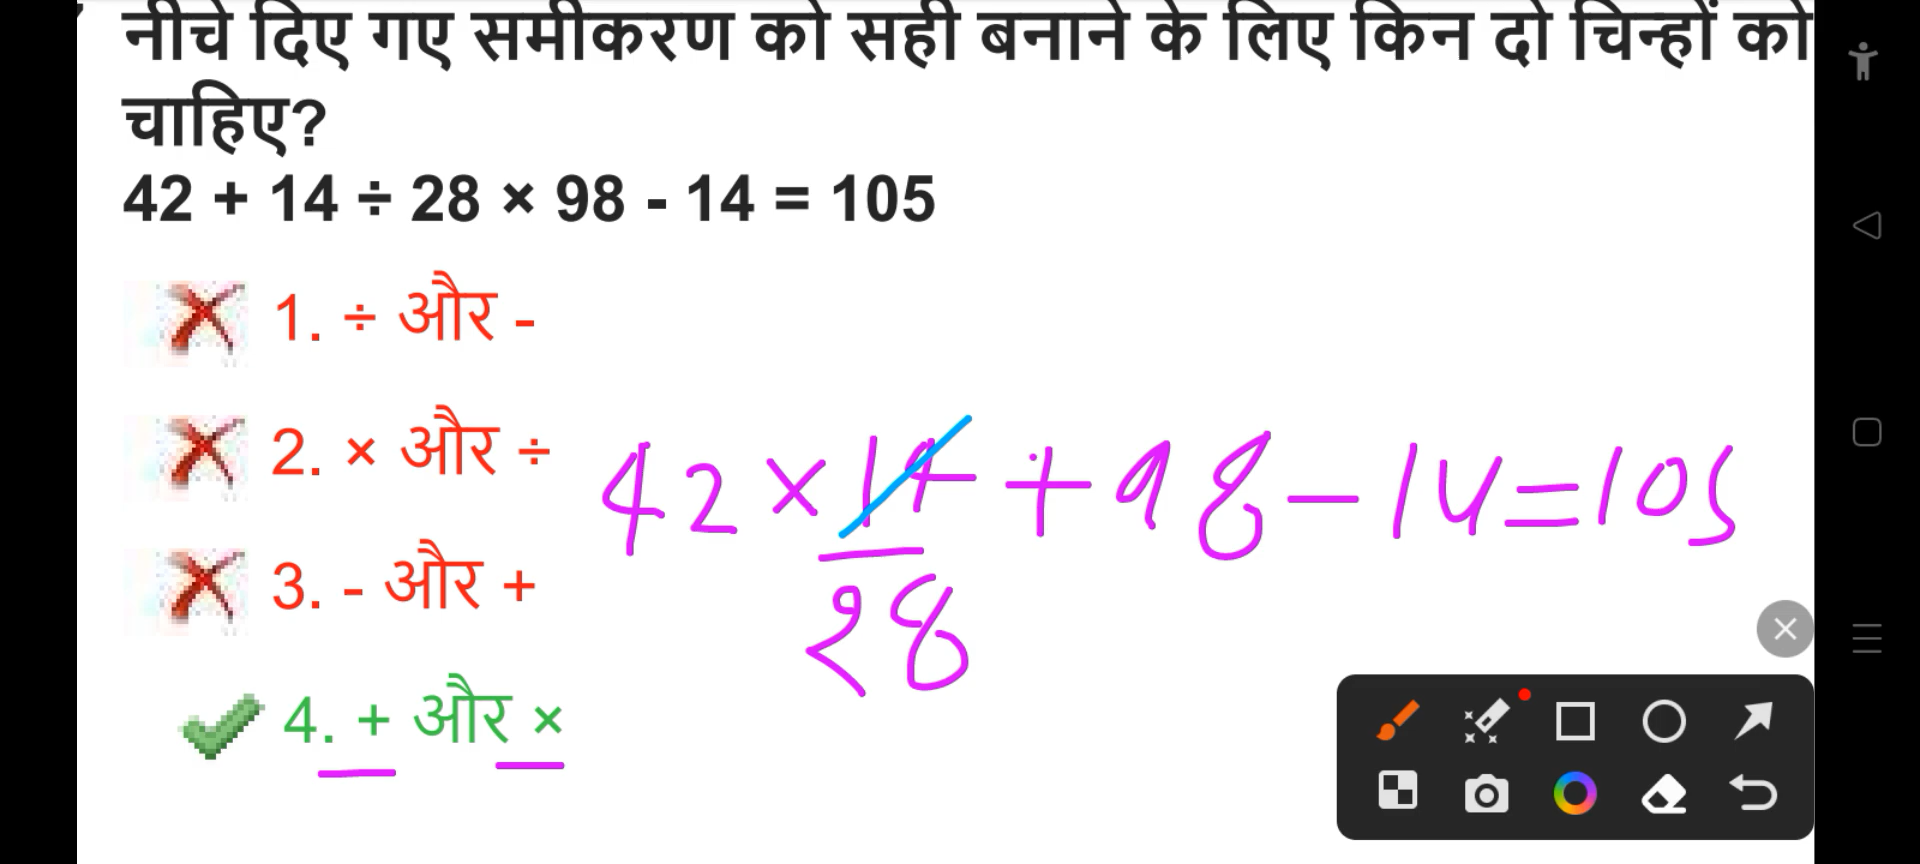 नीचे दिए गए समीकरण को सही बनाने के लिए किन दो चिन्हों को
चाहिए?
42 + 14 ÷ 28 × 98 - 14 = 105
1. ÷ और -
2. × और ÷
3. - और +
4. + और ×
42 × 14 + 98 - 14 = 105
28